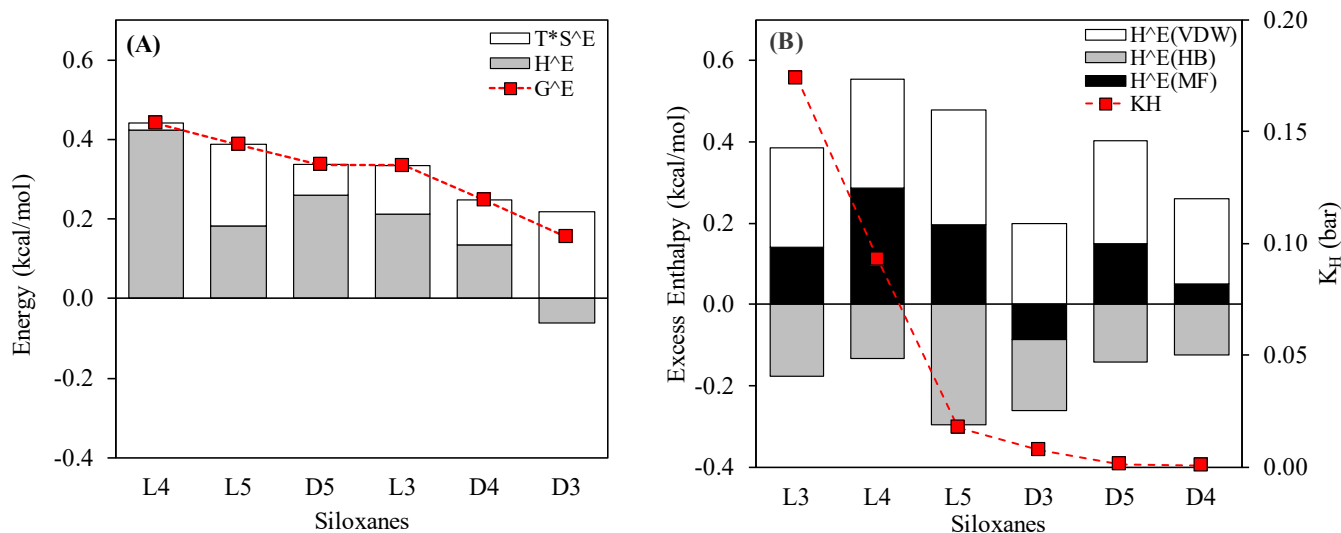 (A)
T*S^E
H^E
G^E
0.6
0.4
0.2
0.0
-0.2
-0.4
Energy (kcal/mol)
L4 L5 D5 L3 D4 D3
Siloxanes
(B)
H^E(VDW)
H^E(HB)
H^E(MF)
KH
0.6
0.4
0.2
0.0
-0.2
-0.4
Excess Enthalpy (kcal/mol)
0.20
0.15
0.10
0.05
0.00
K_H (bar)
L3 L4 L5 D3 D5 D4
Siloxanes